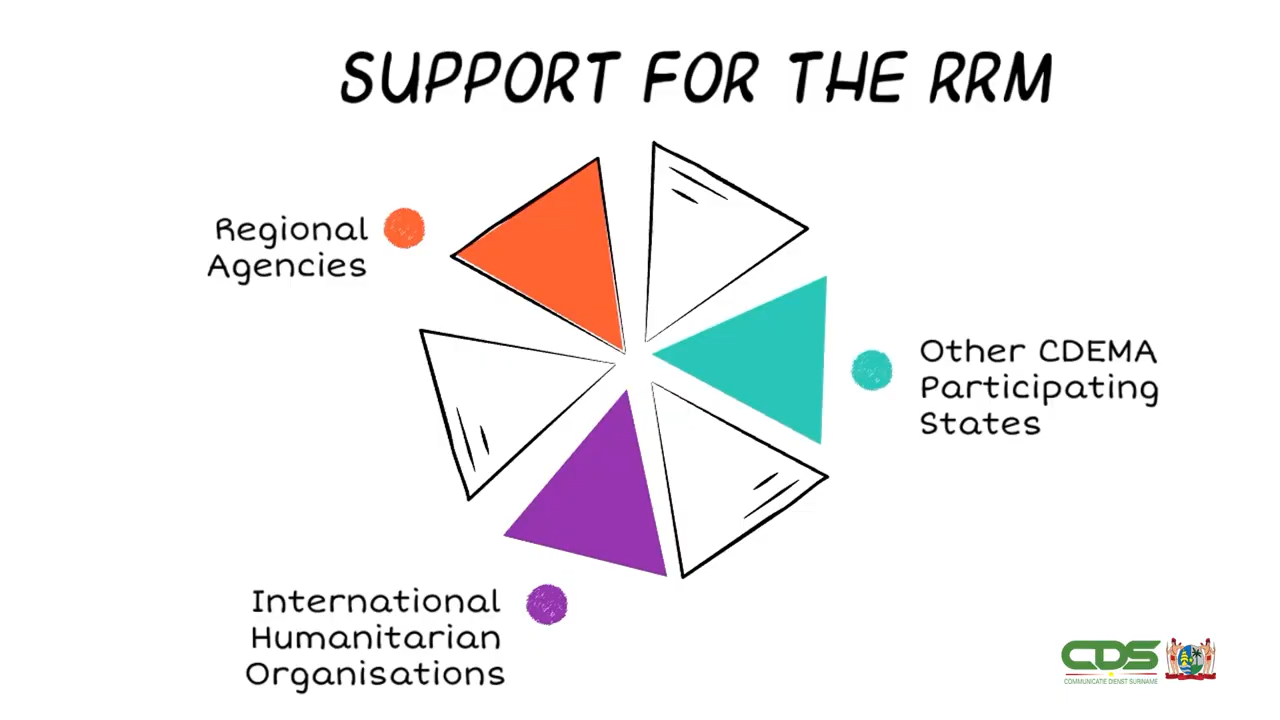 SUPPORT FOR THE RRM
Regional
Agencies
Other CDEMA
Participating
States
International
Humanitarian
Organisations
CDS
COMMUNICATIE DIENST SURINAME